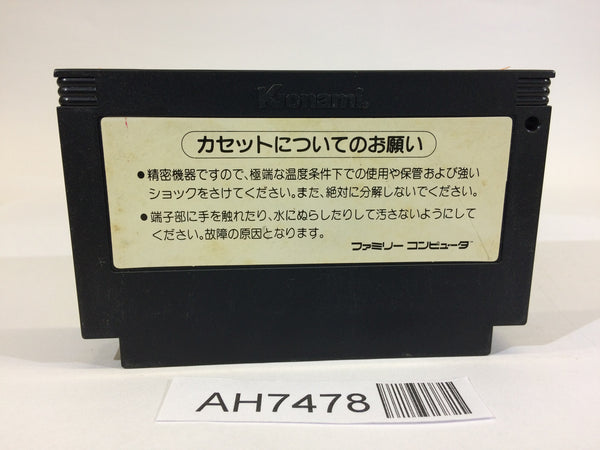 Konami
カセットについてのお願い
●精密機器ですので、極端な温度条件下での使用や保管および強い
ショックをさけてください。また、絶対に分解しないでください。
●端子部に手を触れたり、水にぬらしたりして汚さないようにして
ください。故障の原因となります。
ファミリー コンピュータ™
AH7478